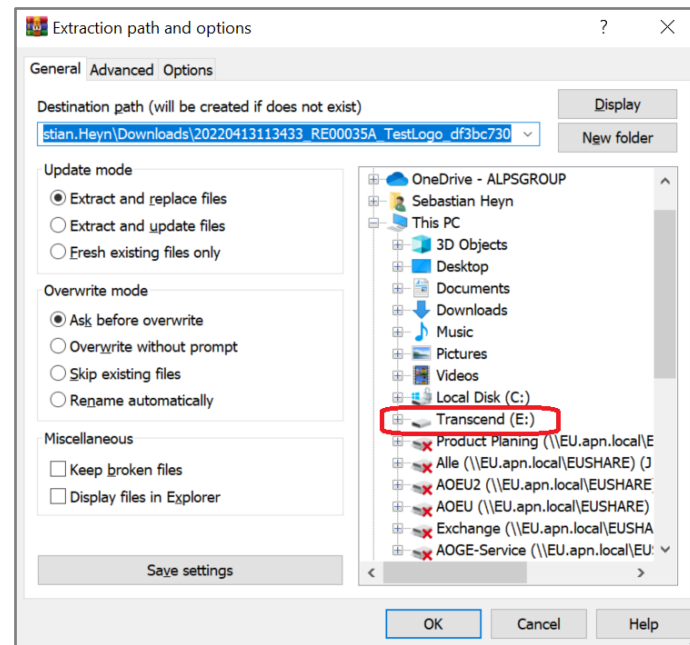 Extraction path and options
?
General Advanced Options
Destination path (will be created if does not exist)
Display
stian.Heyn\Downloads\20220413113433_RE00035A_TestLogo_df3bc730
New folder
Update mode
Extract and replace files
Extract and update files
Fresh existing files only
Overwrite mode
Ask before overwrite
Overwrite without prompt
Skip existing files
Rename automatically
Miscellaneous
Keep broken files
Display files in Explorer
Save settings
OneDrive - ALPSGROUP
Sebastian Heyn
This PC
3D Objects
Desktop
Documents
Downloads
Music
Pictures
Videos
Local Disk (C:)
Transcend (E:)
Product Planing (\\EU.apn.local\E
Alle (\\EU.apn.local\EUSHARE) (J
AOEU2 (\\EU.apn.local\EUSHARE
AOEU (\\EU.apn.local\EUSHARE)
Exchange (\\EU.apn.local\EUSHA
AOGE-Service (\\EU.apn.local\EU:
OK
Cancel
Help